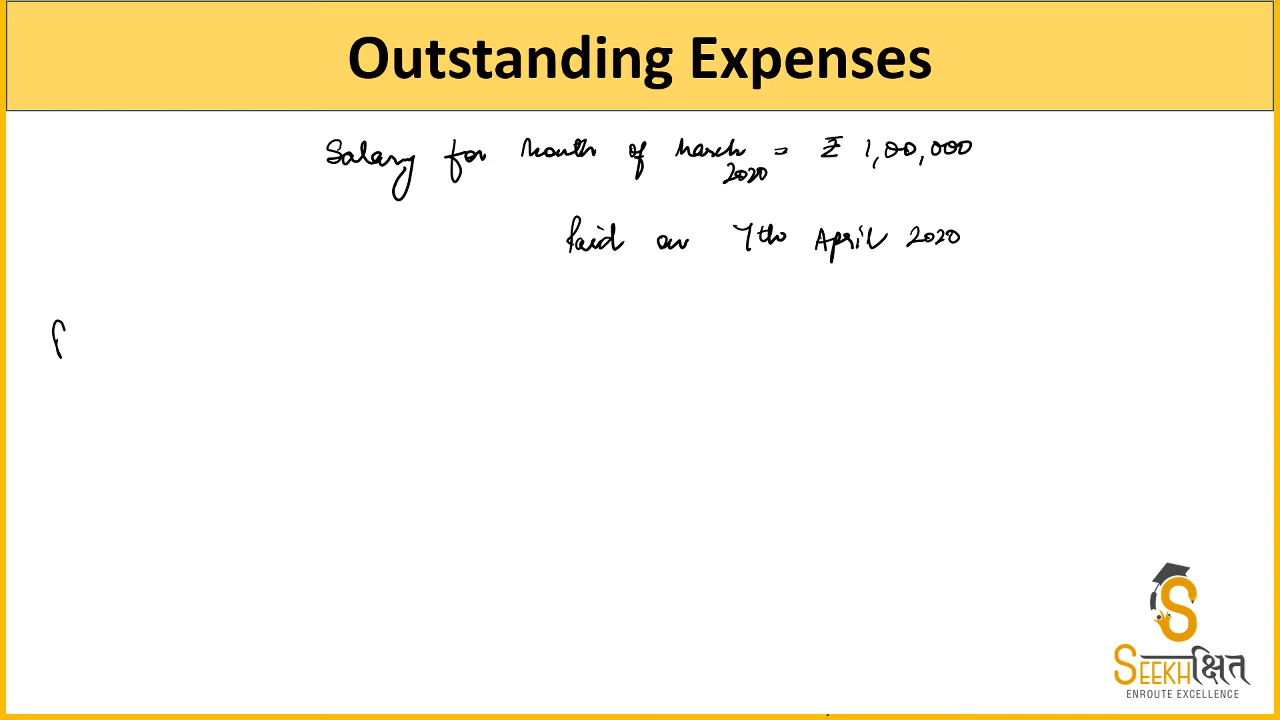 Outstanding Expenses
Salary for Month of March = ₹ 1,00,000
2020
Paid on 7th April 2020
SEEKHक्षित
ENROUTE EXCELLENCE